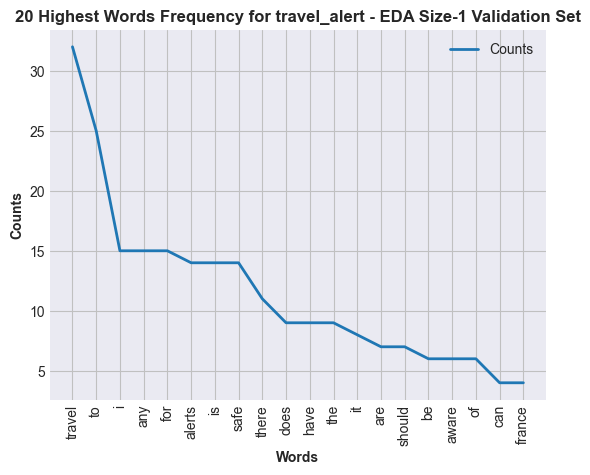 20 Highest Words Frequency for travel_alert - EDA Size-1 Validation Set
Counts
Counts
30
25
20
15
10
5
travel
to
i
any
for
alerts
is
safe
there
does
have
the
it
are
should
be
aware
of
can
france
Words